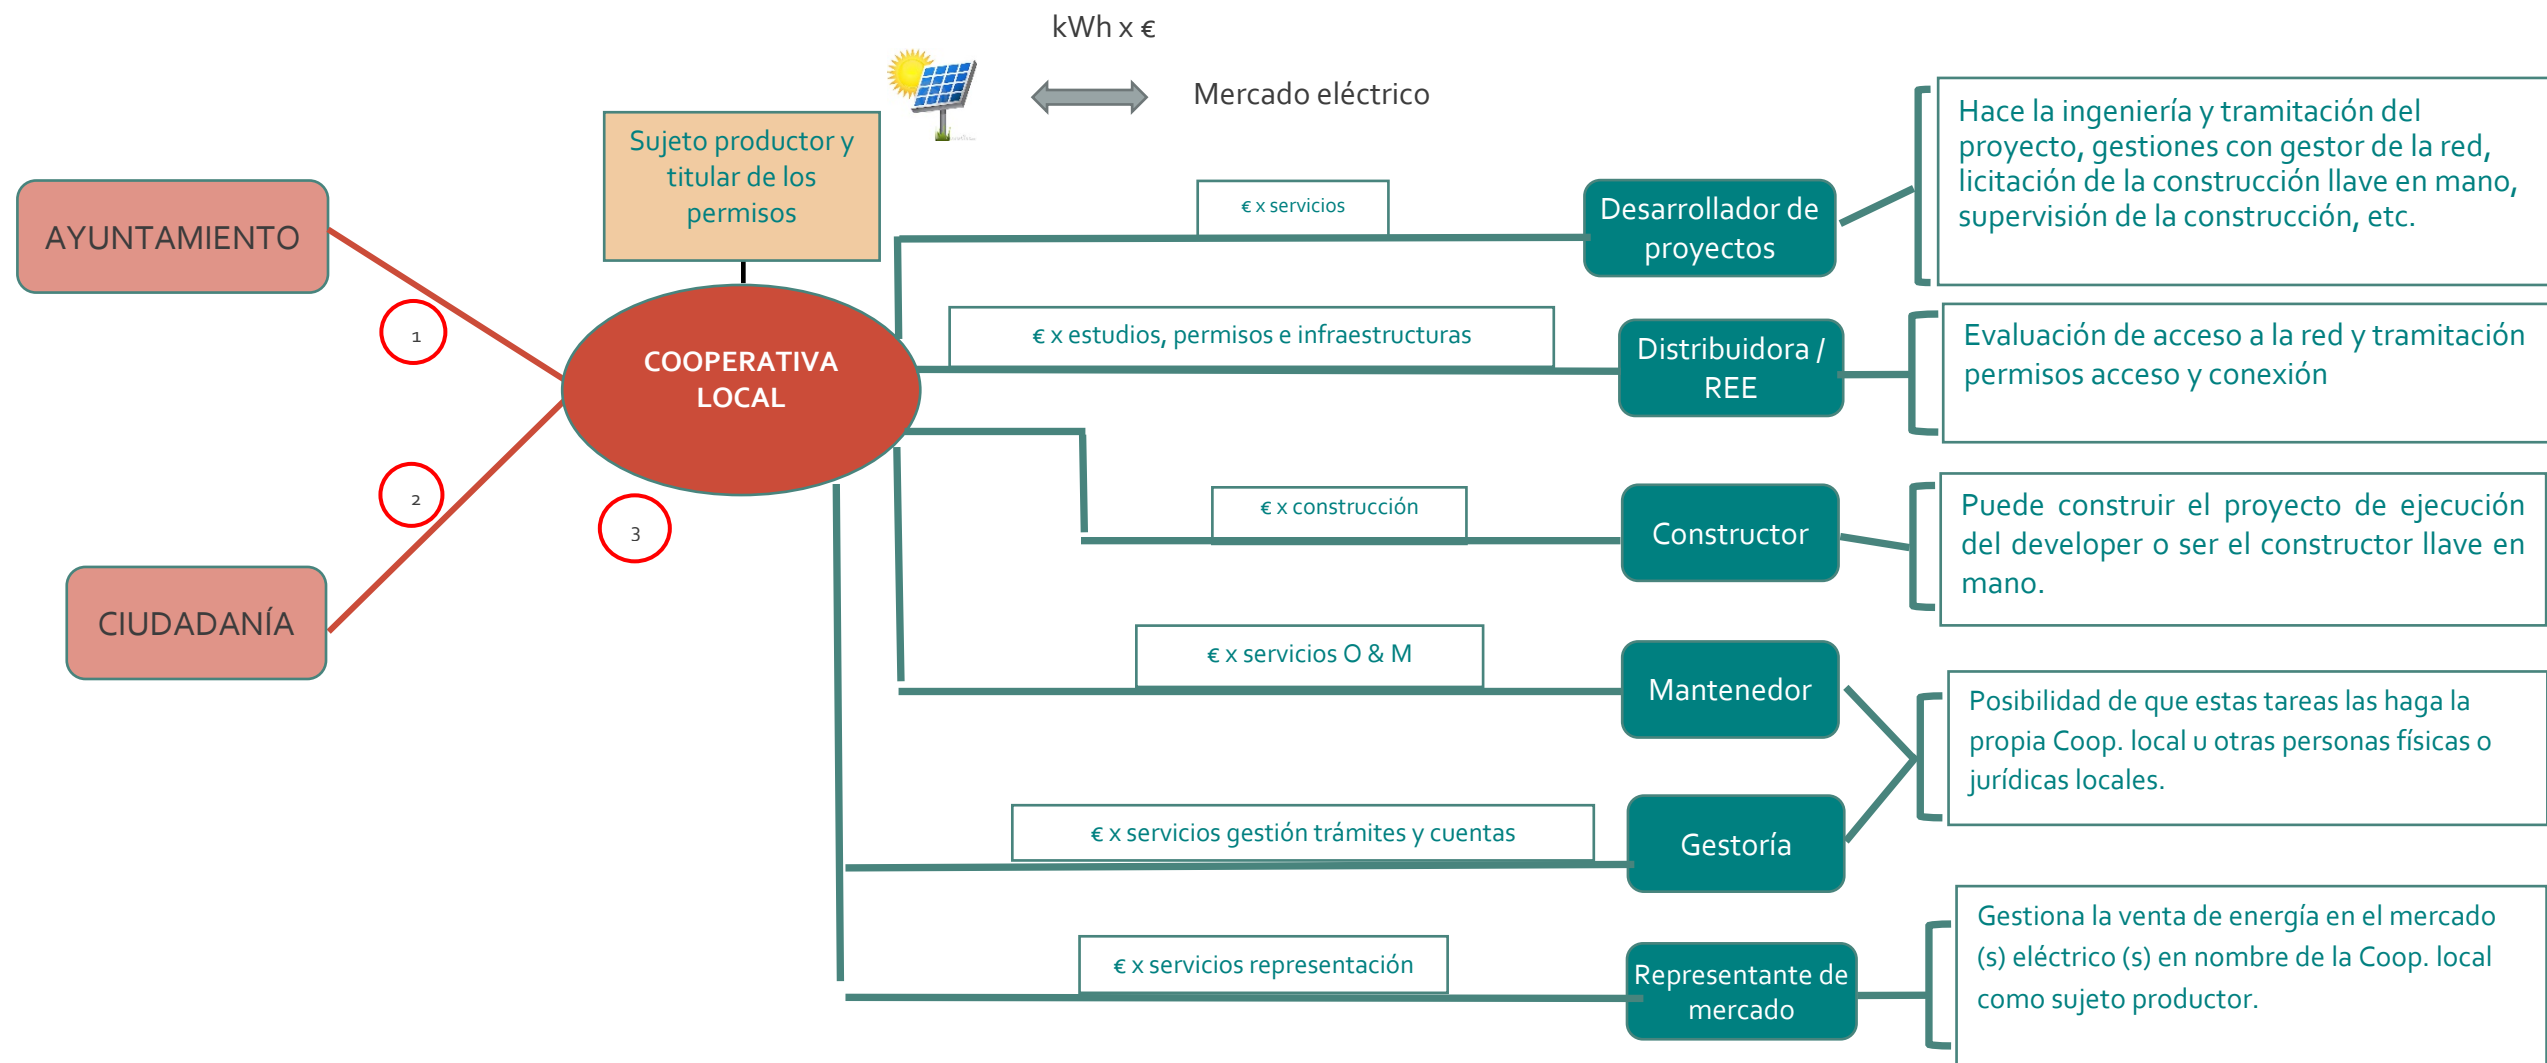 kWh x €
Mercado eléctrico
Sujeto productor y
titular de los
permisos
AYUNTAMIENTO
1
COOPERATIVA
LOCAL
2
3
CIUDADANÍA
€ x servicios
Desarrollador de
proyectos
Hace la ingeniería y tramitación del
proyecto, gestiones con gestor de la red,
licitación de la construcción llave en mano,
supervisión de la construcción, etc.
€ x estudios, permisos e infraestructuras
Distribuidora /
REE
Evaluación de acceso a la red y tramitación
permisos acceso y conexión
€ x construcción
Constructor
Puede construir el proyecto de ejecución
del developer o ser el constructor llave en
mano.
€ x servicios O & M
Mantenedor
Posibilidad de que estas tareas las haga la
propia Coop. local u otras personas físicas o
jurídicas locales.
€ x servicios gestión trámites y cuentas
Gestoría
€ x servicios representación
Representante de
mercado
Gestiona la venta de energía en el mercado
(s) eléctrico (s) en nombre de la Coop. local
como sujeto productor.